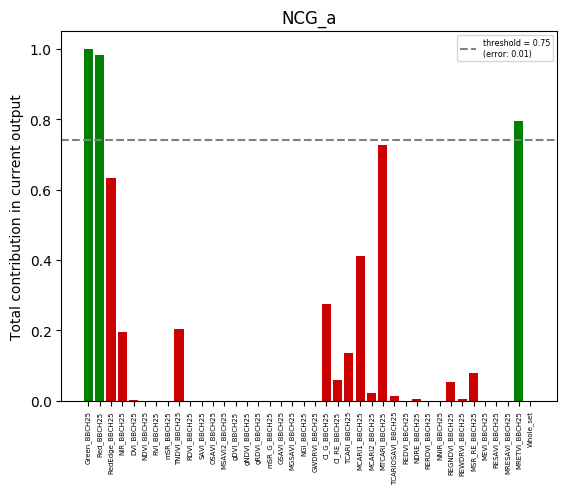 NCG_a
threshold = 0.75
(error: 0.01)
Total contribution in current output
1.0
0.8
0.6
0.4
0.2
0.0
Green_BBCH25
Red_BBCH25
RedEdge_BBCH25
NIR_BBCH25
DVI_BBCH25
NDVI_BBCH25
RVI_BBCH25
mSR_BBCH25
TNDVI_BBCH25
RDVI_BBCH25
SAVI_BBCH25
OSAVI_BBCH25
MSAVI2_BBCH25
gDVI_BBCH25
gNDVI_BBCH25
gRDVI_BBCH25
mSR_G_BBCH25
GSAVI_BBCH25
MGSAVI_BBCH25
NGI_BBCH25
GWDRVI_BBCH25
CI_G_BBCH25
CI_RE_BBCH25
TCARI_BBCH25
MCARI1_BBCH25
MCARI2_BBCH25
MTCARI_BBCH25
TCARIOSAVI_BBCH25
REDVI_BBCH25
NDRE_BBCH25
RERDVI_BBCH25
NNIR_BBCH25
REGNDVI_BBCH25
REWDRVI_BBCH25
MSR_RE_BBCH25
MEVI_BBCH25
RESAVI_BBCH25
MRESAVI_BBCH25
MRETVI_BBCH25
Whole_set